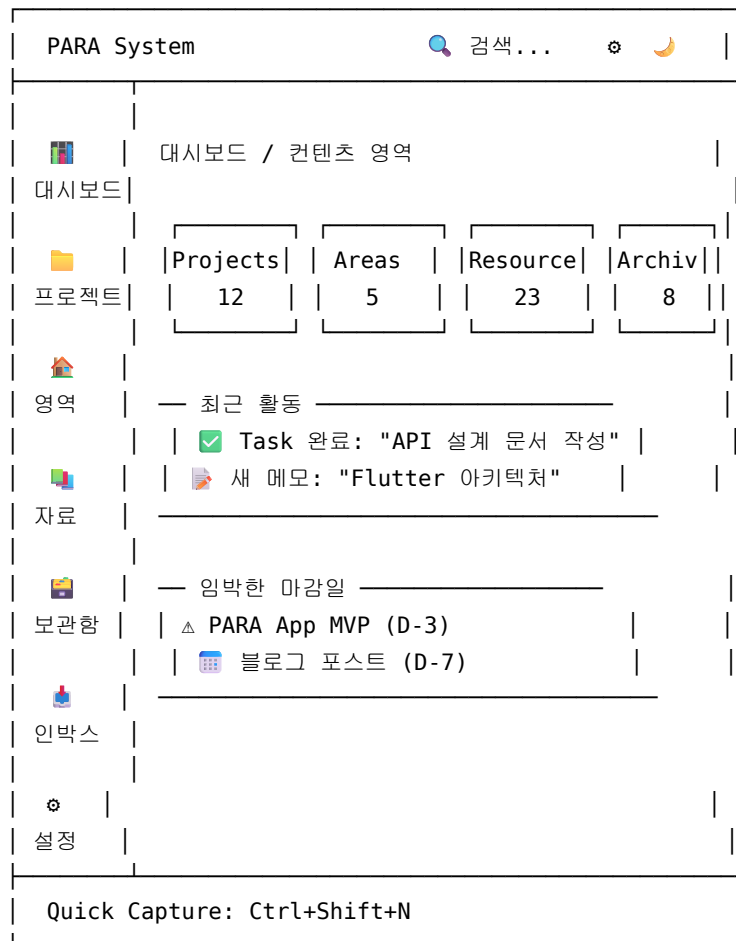 PARA System 🔍 검색... ⚙ 🌙
📊 대시보드 / 컨텐츠 영역
대시보드
📁 Projects Areas Resource Archiv
프로젝트 12 5 23 8
🏠
영역 최근 활동
✅ Task 완료: "API 설계 문서 작성"
📚 📝 새 메모: "Flutter 아키텍처"
자료
🗃 임박한 마감일
보관함 ⚠ PARA App MVP (D-3)
📅 블로그 포스트 (D-7)
📥
인박스
⚙
설정
Quick Capture: Ctrl+Shift+N